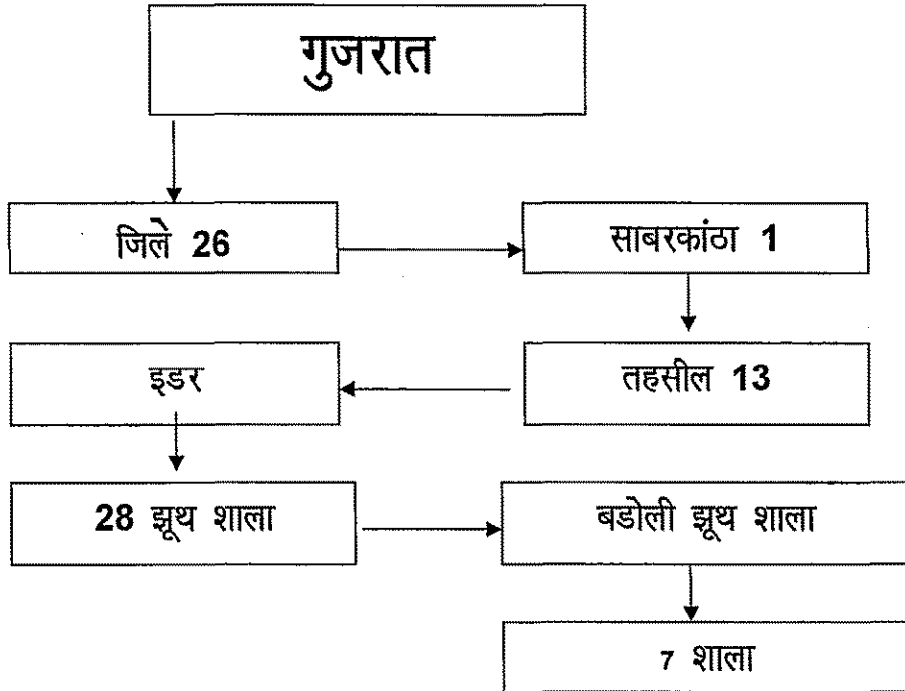 गुजरात
जिले 26
साबरकांठा 1
तहसील 13
इडर
28 झूथ शाला
बडोली झूथ शाला
7 शाला